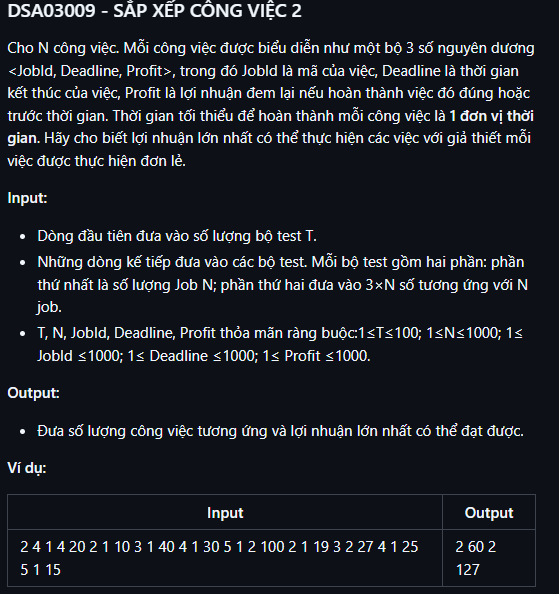 DSA03009 - SẮP XẾP CÔNG VIỆC 2
Cho N công việc. Mỗi công việc được biểu diễn như một bộ 3 số nguyên dương
<JobId, Deadline, Profit>, trong đó JobId là mã của việc, Deadline là thời gian
kết thúc của việc, Profit là lợi nhuận đem lại nếu hoàn thành việc đó đúng hoặc
trước thời gian. Thời gian tối thiểu để hoàn thành mỗi công việc là 1 đơn vị thời
gian. Hãy cho biết lợi nhuận lớn nhất có thể thực hiện các việc với giả thiết mỗi
việc được thực hiện đơn lẻ.
Input:
• Dòng đầu tiên đưa vào số lượng bộ test T.
• Những dòng kế tiếp đưa vào các bộ test. Mỗi bộ test gồm hai phần: phần
thứ nhất là số lượng Job N; phần thứ hai đưa vào 3×N số tương ứng với N
job.
• T, N, JobId, Deadline, Profit thỏa mãn ràng buộc:1≤T≤100; 1≤N≤1000; 1≤
JobId ≤1000; 1≤ Deadline ≤1000; 1≤ Profit ≤1000.
Output:
• Đưa số lượng công việc tương ứng và lợi nhuận lớn nhất có thể đạt được.
Ví dụ:
Input Output
2 4 1 4 20 2 1 10 3 1 40 4 1 30 5 1 2 100 2 1 19 3 2 27 4 1 25 2 60 2
5 1 15 127